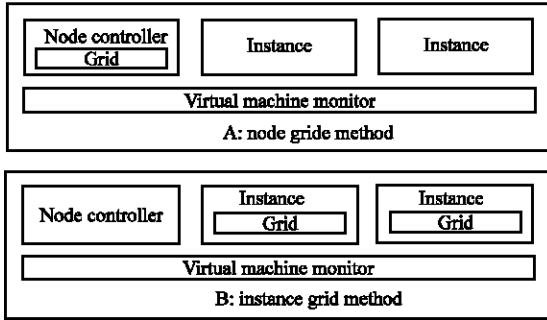 Node controller
Grid
Instance
Instance
Virtual machine monitor
A: node gride method
Node controller
Instance
Grid
Instance
Grid
Virtual machine monitor
B: instance grid method